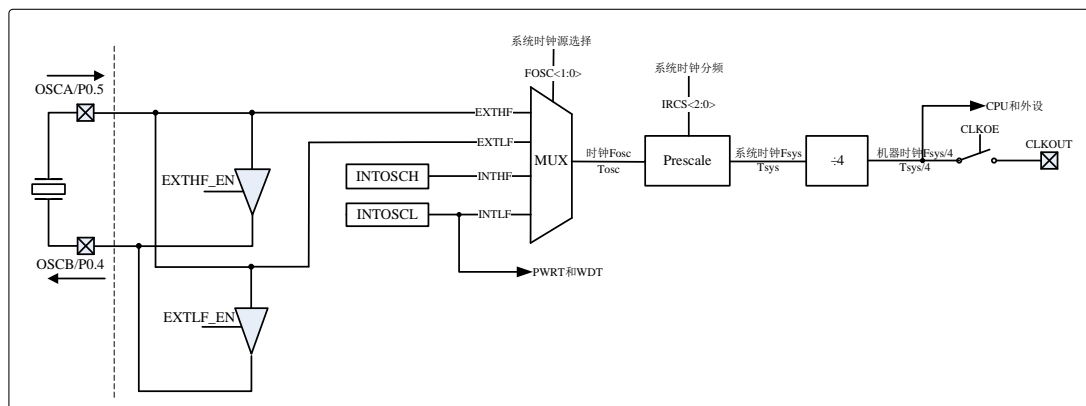 系统时钟源选择
FOSC<1:0>
系统时钟分频
IRCS<2:0>
OSCA/P0.5
EXTHF
EXTLF
INTHF
INTLF
MUX
INTOSCH
INTOSCL
EXTHF_EN
OSCB/P0.4
EXTLF_EN
PWRT和WDT
时钟Fosc
Tosc
Prescale
系统时钟Fsys
Tsys
÷4
机器时钟Fsys/4
Tsys/4
CPU和外设
CLKOE
CLKOUT